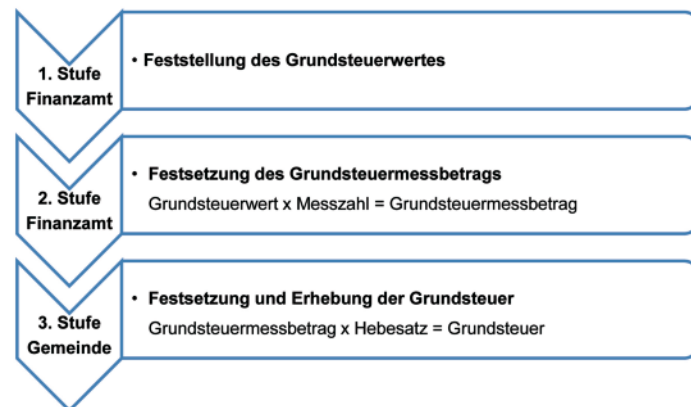 1. Stufe
Finanzamt
• Feststellung des Grundsteuerwertes
2. Stufe
Finanzamt
• Festsetzung des Grundsteuermessbetrags
Grundsteuerwert x Messzahl = Grundsteuermessbetrag
3. Stufe
Gemeinde
• Festsetzung und Erhebung der Grundsteuer
Grundsteuermessbetrag x Hebesatz = Grundsteuer